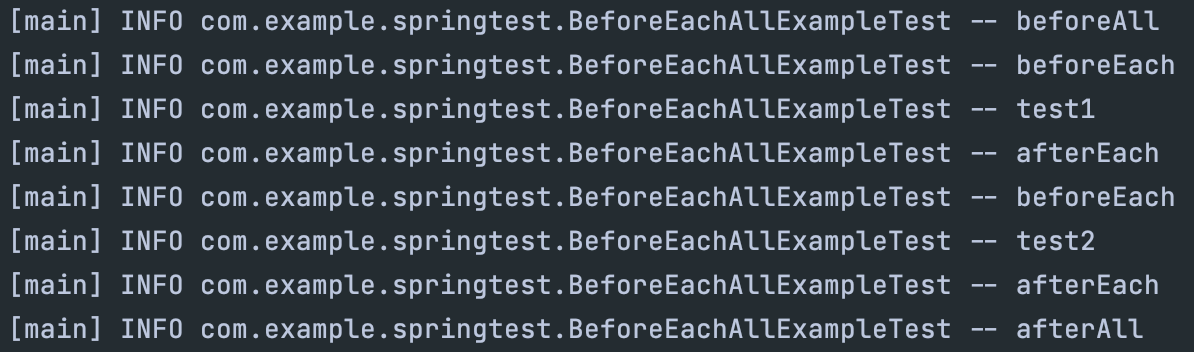 [main] INFO com.example.springtest.BeforeEachAllExampleTest -- beforeAll
[main] INFO com.example.springtest.BeforeEachAllExampleTest -- beforeEach
[main] INFO com.example.springtest.BeforeEachAllExampleTest -- test1
[main] INFO com.example.springtest.BeforeEachAllExampleTest -- afterEach
[main] INFO com.example.springtest.BeforeEachAllExampleTest -- beforeEach
[main] INFO com.example.springtest.BeforeEachAllExampleTest -- test2
[main] INFO com.example.springtest.BeforeEachAllExampleTest -- afterEach
[main] INFO com.example.springtest.BeforeEachAllExampleTest -- afterAll